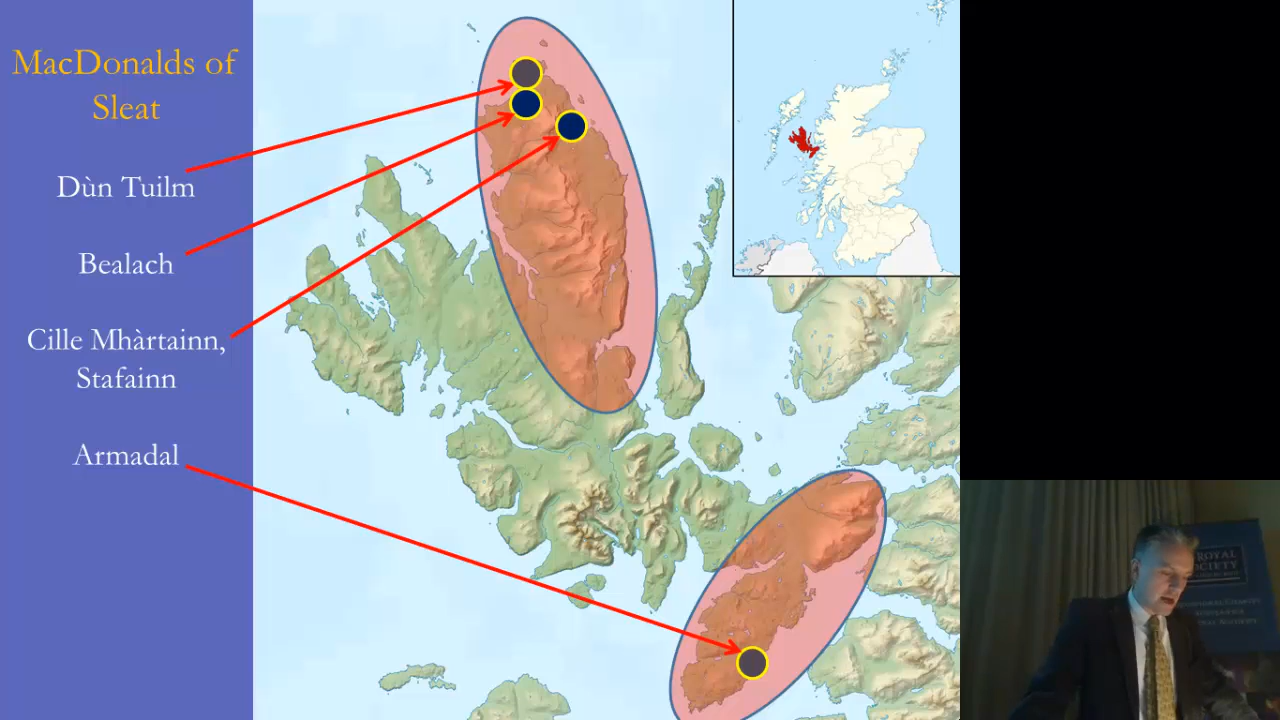 MacDonalds of
Sleat
Dùn Tuilm
Bealach
Cille Mhàrtainn,
Stafainn
Armadal
ROYAL
SOCIETY